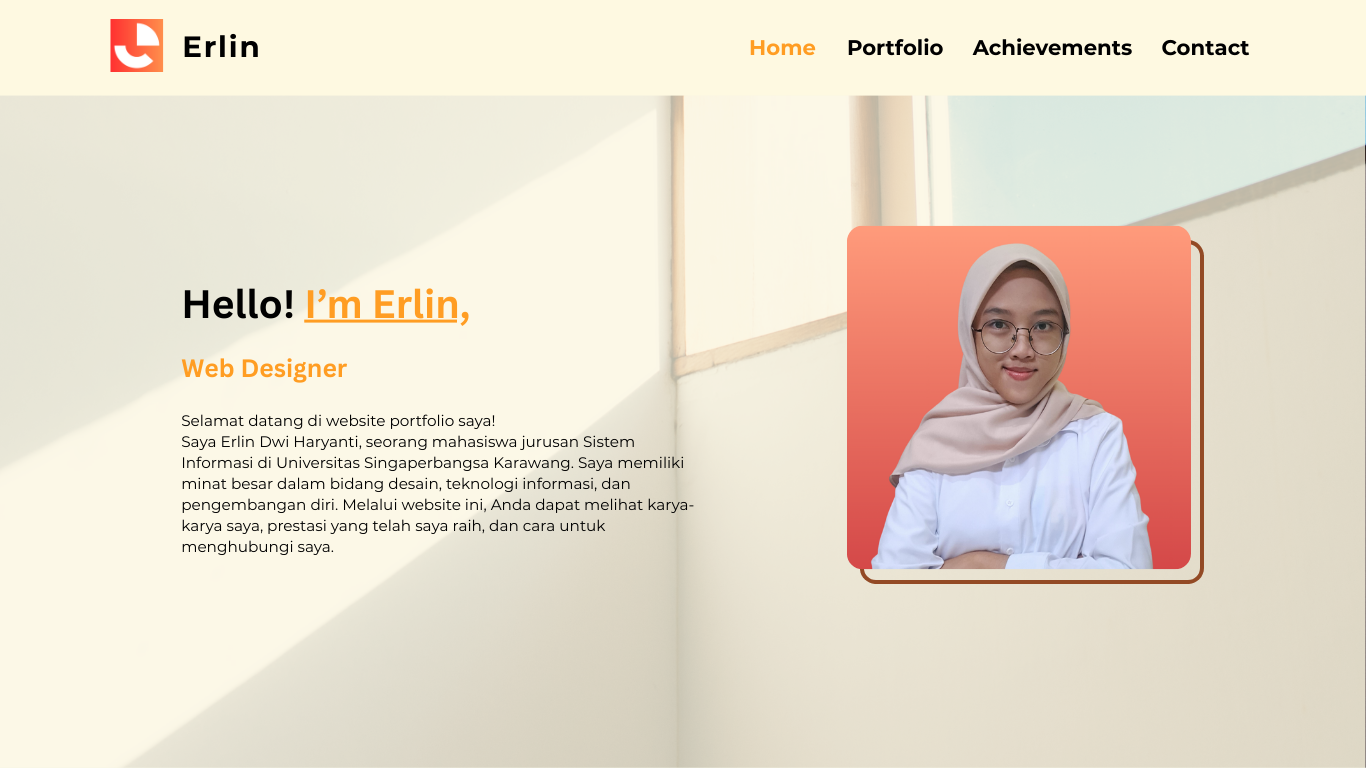 Erlin
Home Portfolio Achievements Contact
Hello! I’m Erlin,
Web Designer
Selamat datang di website portfolio saya!
Saya Erlin Dwi Haryanti, seorang mahasiswa jurusan Sistem
Informasi di Universitas Singaperbangsa Karawang. Saya memiliki
minat besar dalam bidang desain, teknologi informasi, dan
pengembangan diri. Melalui website ini, Anda dapat melihat karya-
karya saya, prestasi yang telah saya raih, dan cara untuk
menghubungi saya.